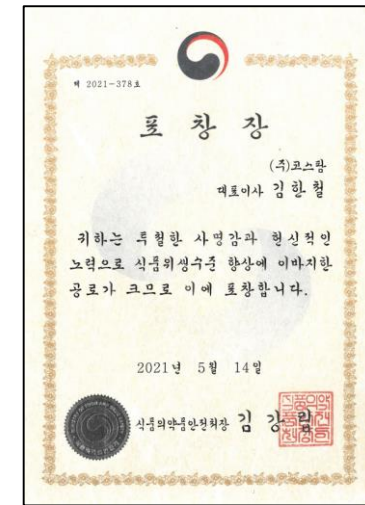 제 2021-378호
표 창 장
(주)코스팜
대표이사 김한철
귀하는 투철한 사명감과 헌신적인
노력으로 식품위생수준 향상에 이바지한
공로가 크므로 이에 표창합니다.
2021년 5월 14일
식품의약품안전처장 김강립